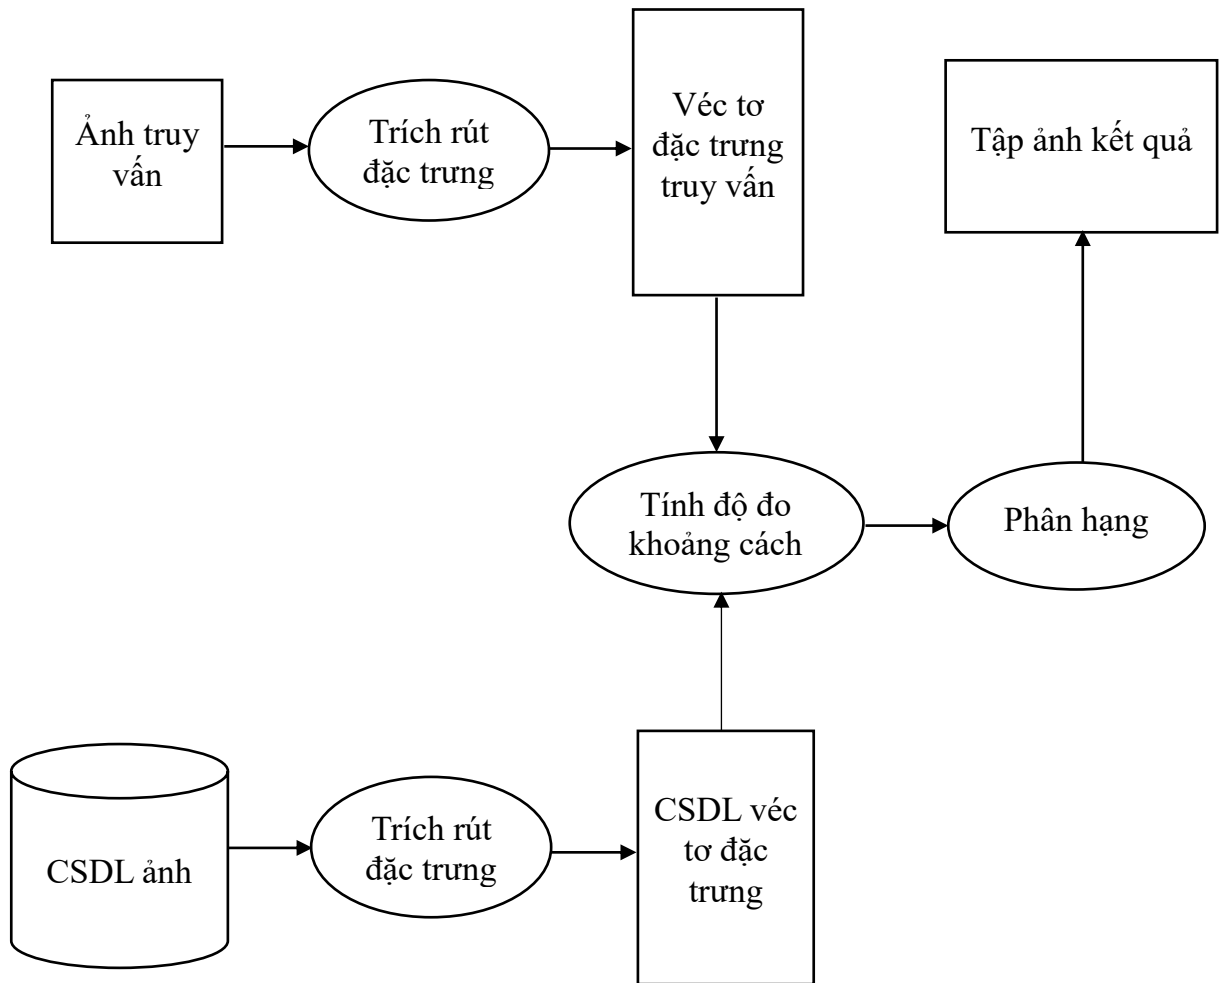 Ảnh truy
vấn
Trích rút
đặc trưng
Véc tơ
đặc trưng
truy vấn
Tập ảnh kết quả
Tính độ đo
khoảng cách
Phân hạng
CSDL ảnh
Trích rút
đặc trưng
CSDL véc
tơ đặc
trưng